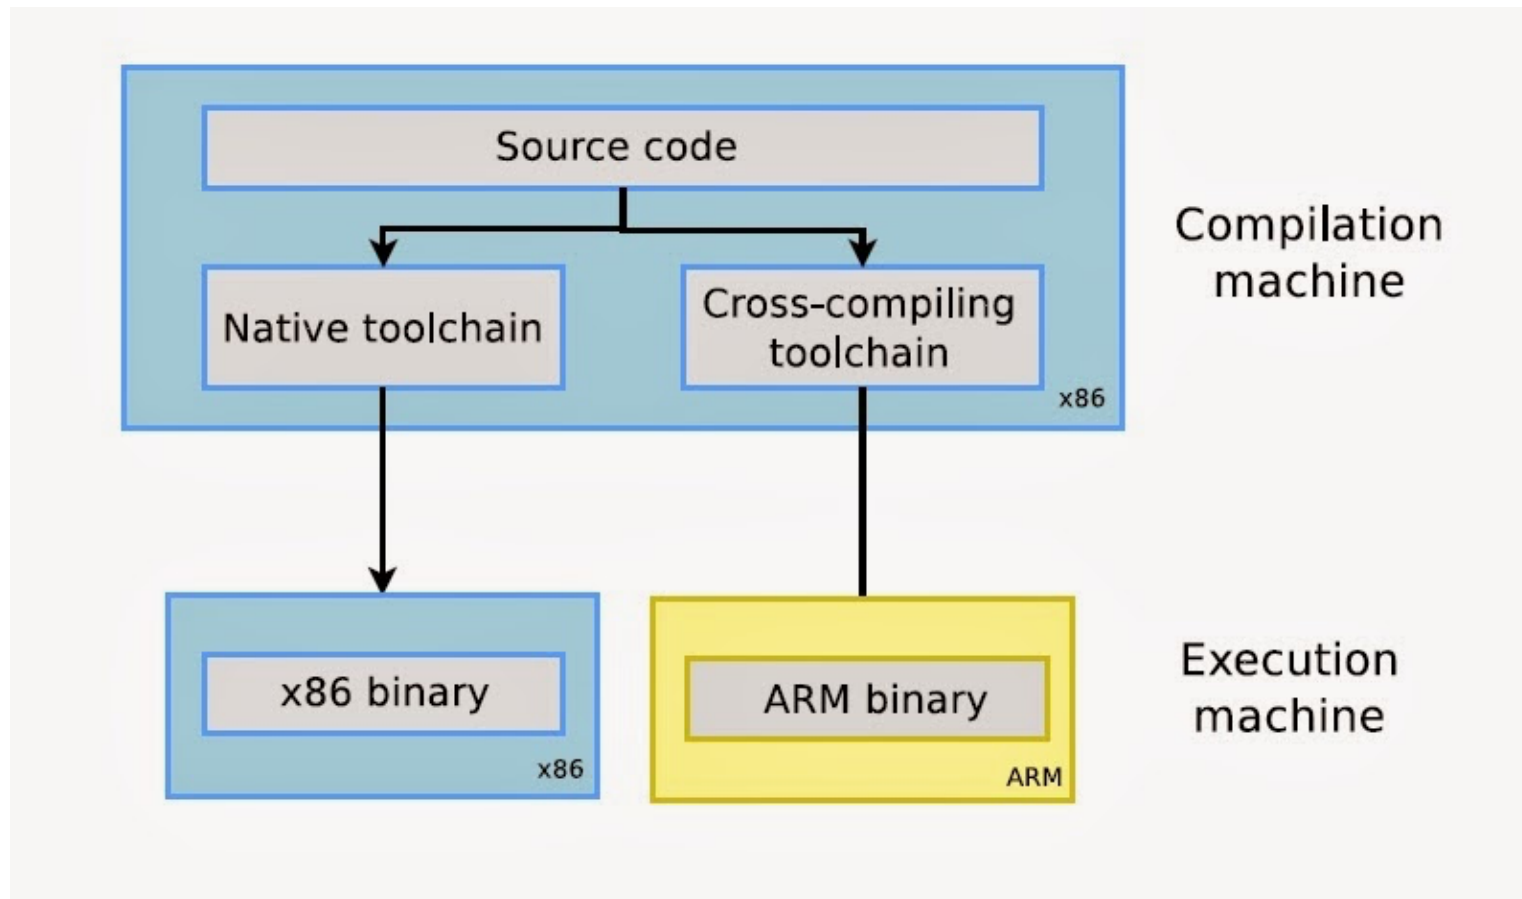 Source code
Compilation
machine
Native toolchain
Cross-compiling
toolchain
x86
Execution
machine
x86 binary
ARM binary
x86
ARM